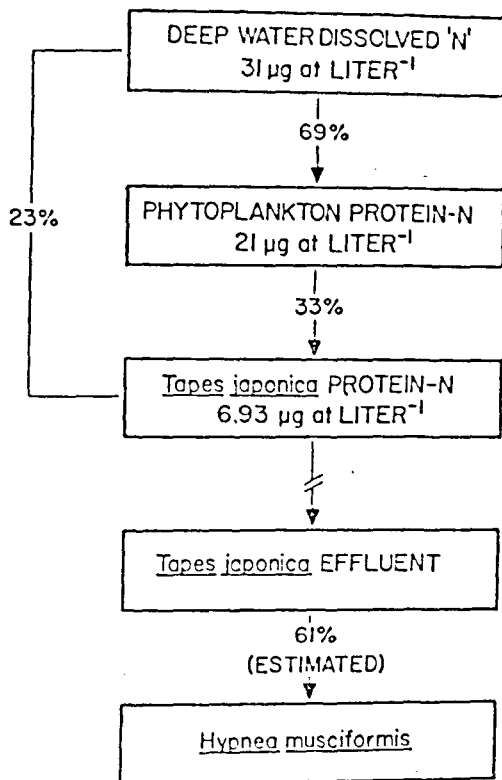 DEEP WATER DISSOLVED 'N'
31 µg at LITER⁻¹
69%
23%
PHYTOPLANKTON PROTEIN-N
21 µg at LITER⁻¹
33%
Tapes japonica PROTEIN-N
6.93 µg at LITER⁻¹
Tapes japonica EFFLUENT
61%
(ESTIMATED)
Hypnea musciformis